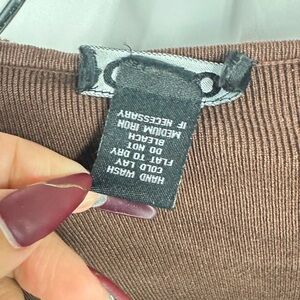 HAND WASH
COLD LAY
FLAT TO DRY
DO NOT
BLEACH
MEDIUM IRON
IF NECESSARY